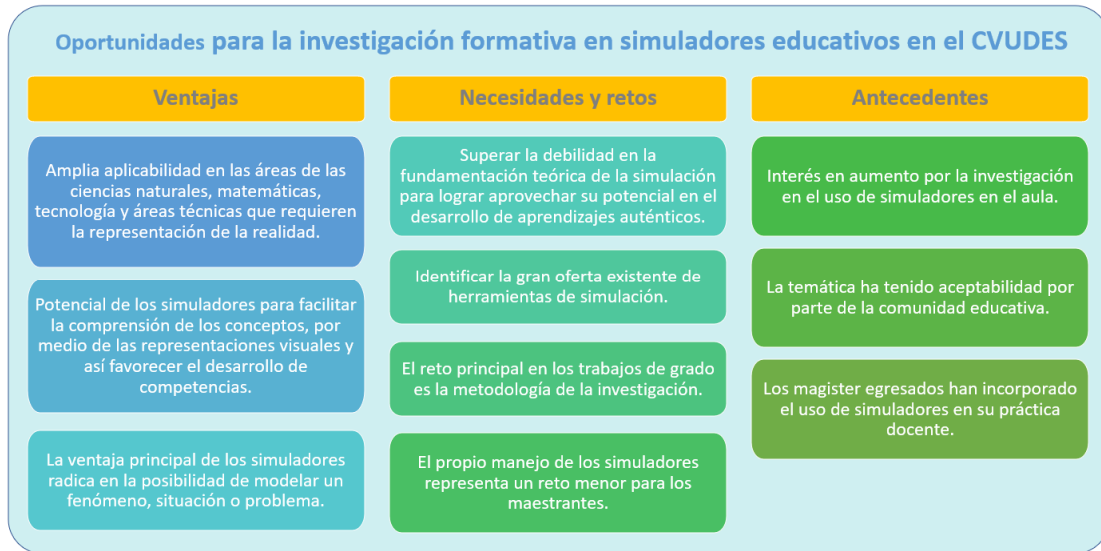 Oportunidades para la investigación formativa en simuladores educativos en el CVUDES
Ventajas
Amplia aplicabilidad en las áreas de las
ciencias naturales, matemáticas,
tecnología y áreas técnicas que requieren
la representación de la realidad.
Potencial de los simuladores para facilitar
la comprensión de los conceptos, por
medio de las representaciones visuales y
así favorecer el desarrollo de
competencias.
La ventaja principal de los simuladores
radica en la posibilidad de modelar un
fenómeno, situación o problema.
Necesidades y retos
Superar la debilidad en la
fundamentación teórica de la simulación
para lograr aprovechar su potencial en el
desarrollo de aprendizajes auténticos.
Identificar la gran oferta existente de
herramientas de simulación.
El reto principal en los trabajos de grado
es la metodología de la investigación.
El propio manejo de los simuladores
representa un reto menor para los
maestrantes.
Antecedentes
Interés en aumento por la investigación
en el uso de simuladores en el aula.
La temática ha tenido aceptabilidad por
parte de la comunidad educativa.
Los magister egresados han incorporado
el uso de simuladores en su práctica
docente.